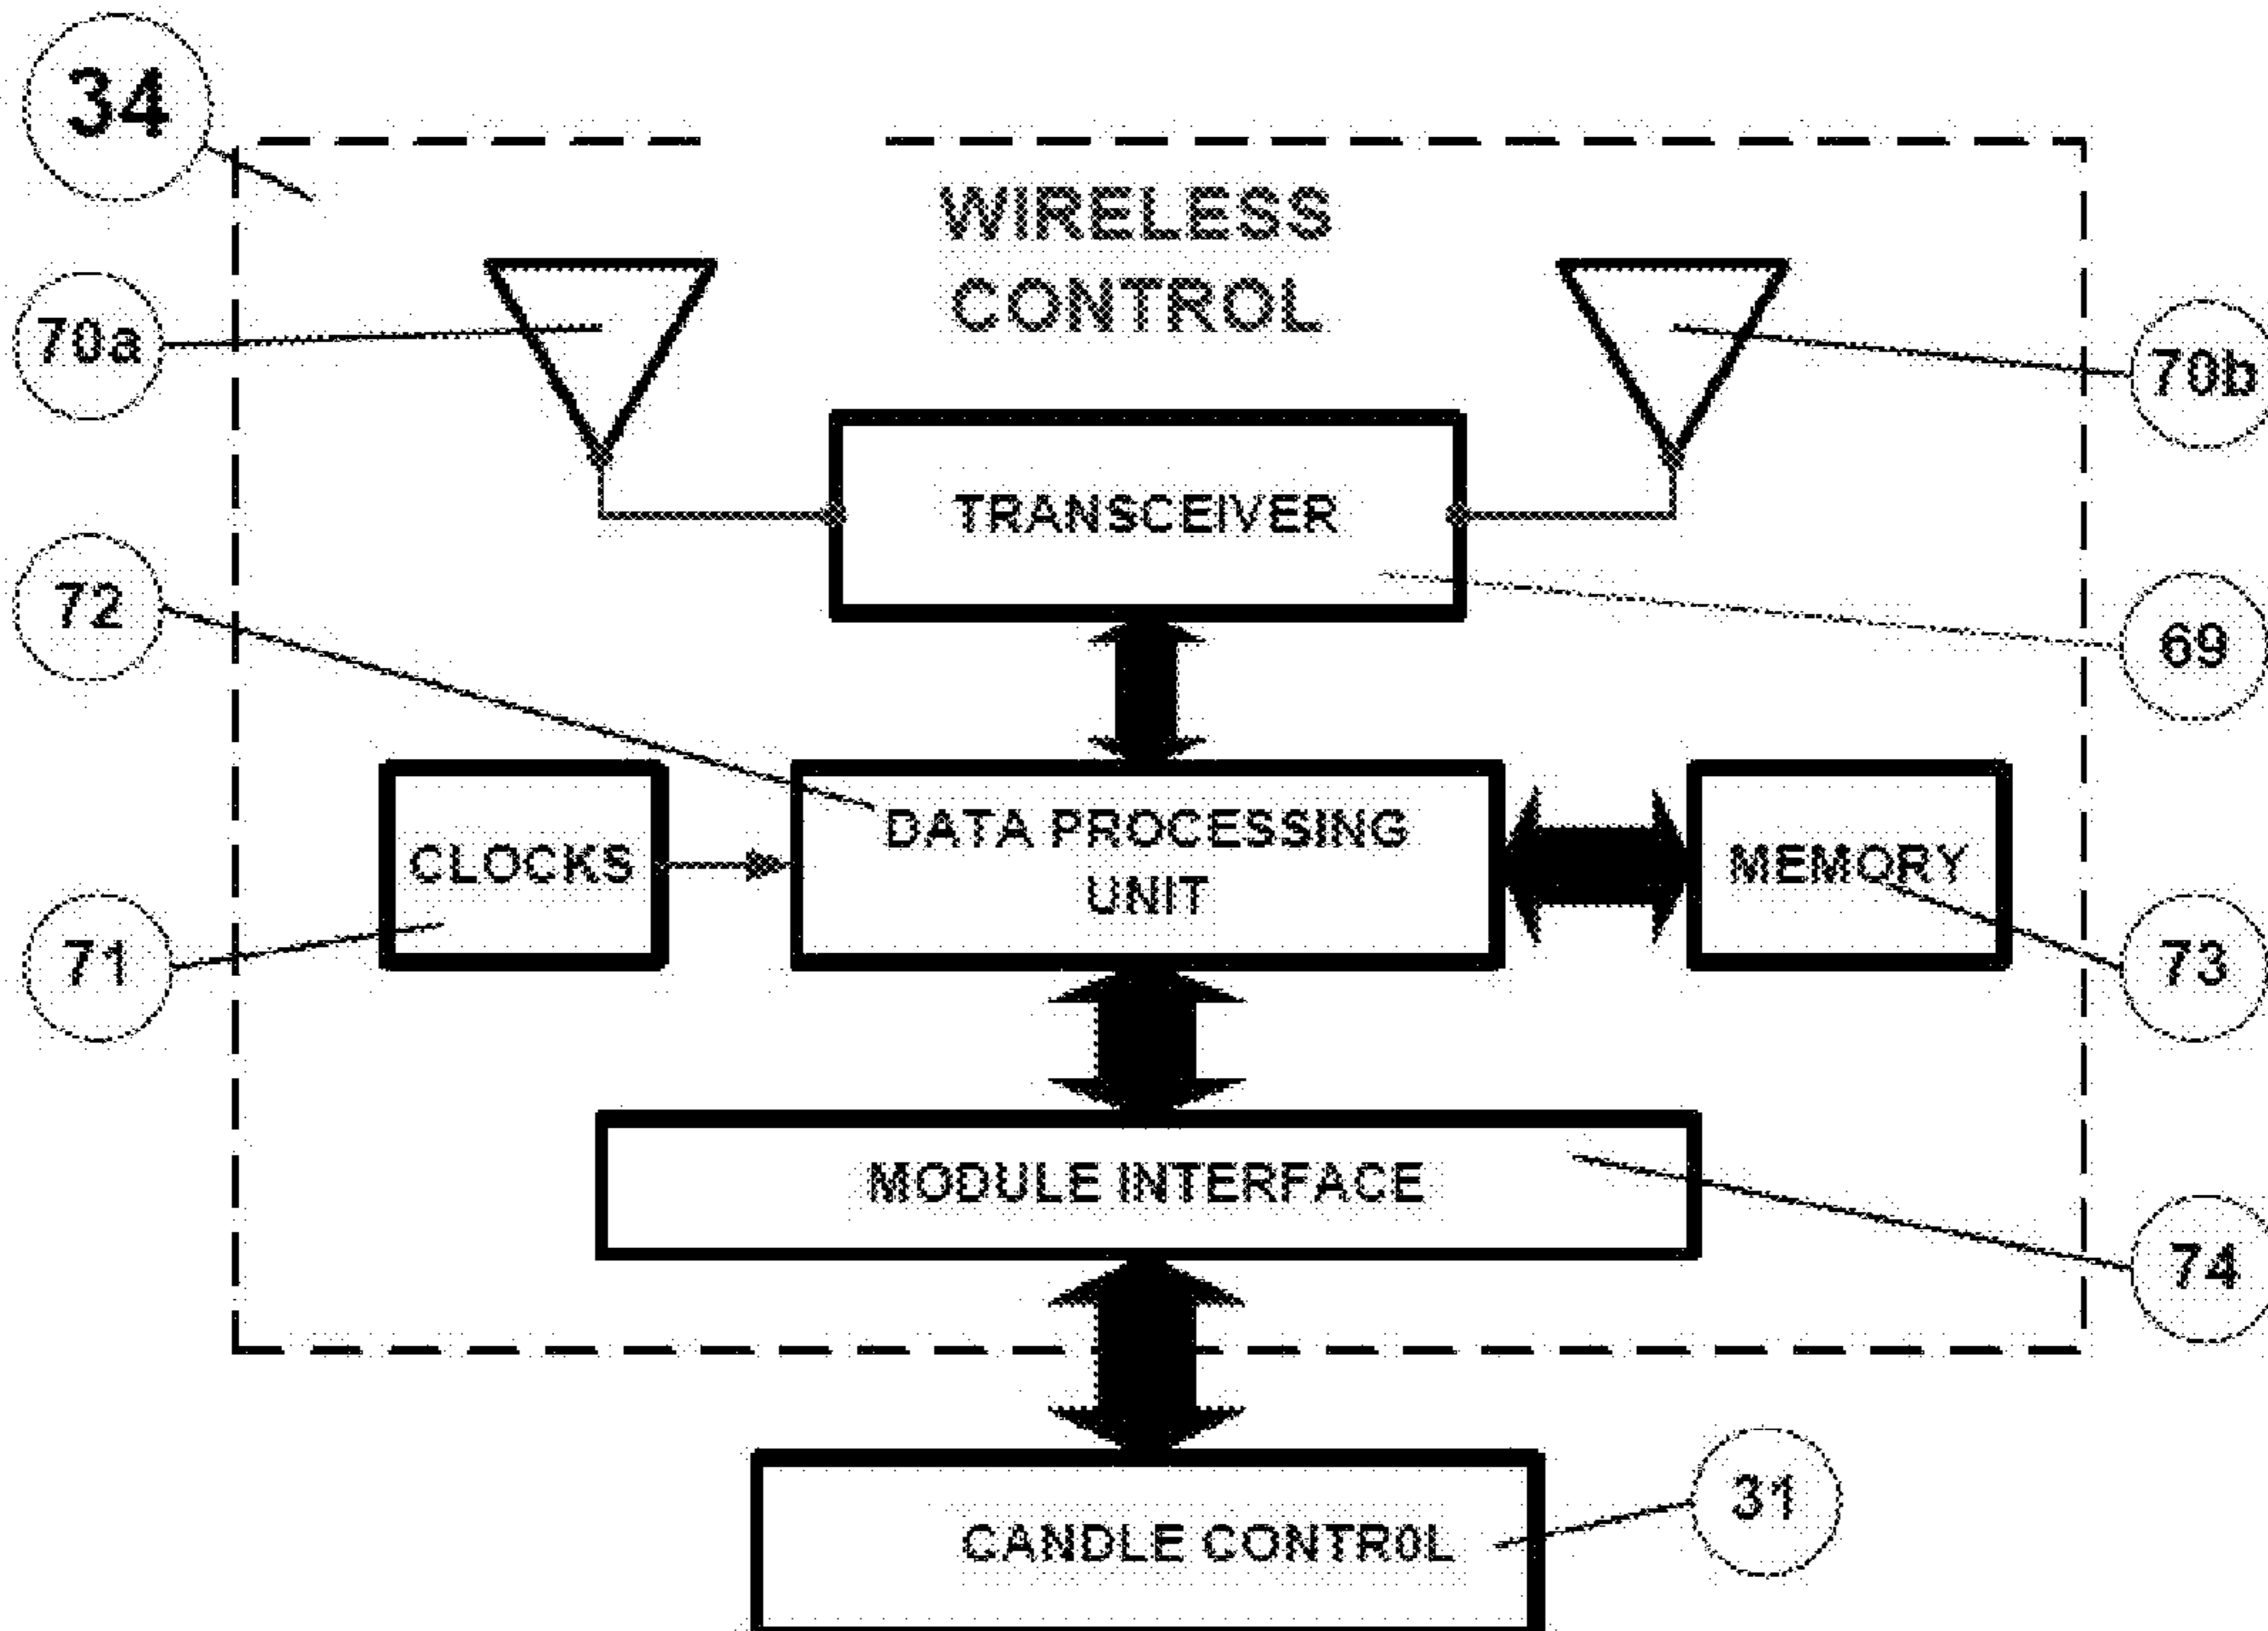 34
WIRELESS
CONTROL
70a
70b
TRANSCEIVER
72
69
DATA PROCESSING
UNIT
CLOCKS
MEMORY
71
73
MODULE INTERFACE
74
31
CANDLE CONTR0L